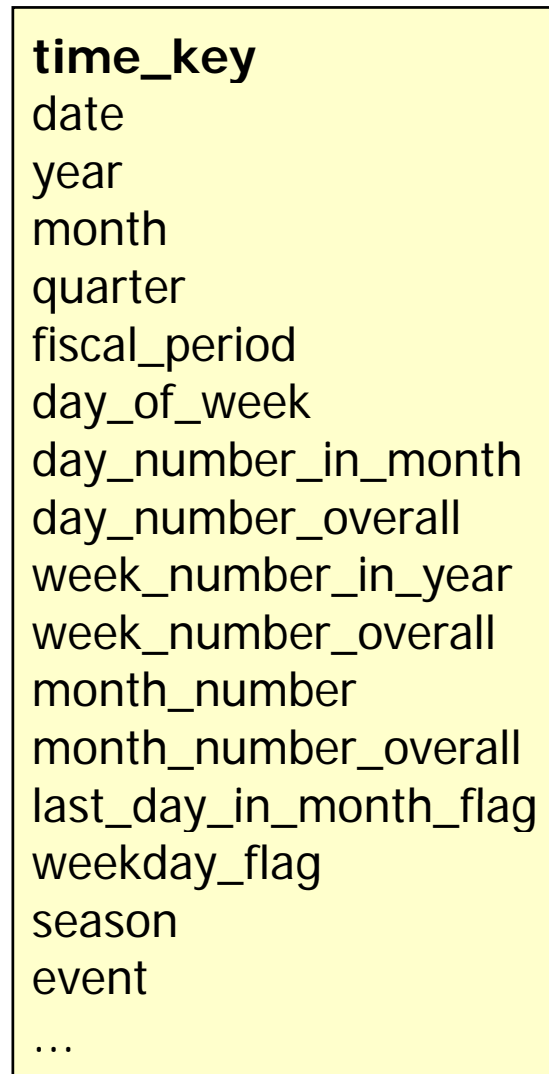 time_key
date
year
month
quarter
fiscal_period
day_of_week
day_number_in_month
day_number_overall
week_number_in_year
week_number_overall
month_number
month_number_overall
last_day_in_month_flag
weekday_flag
season
event
…